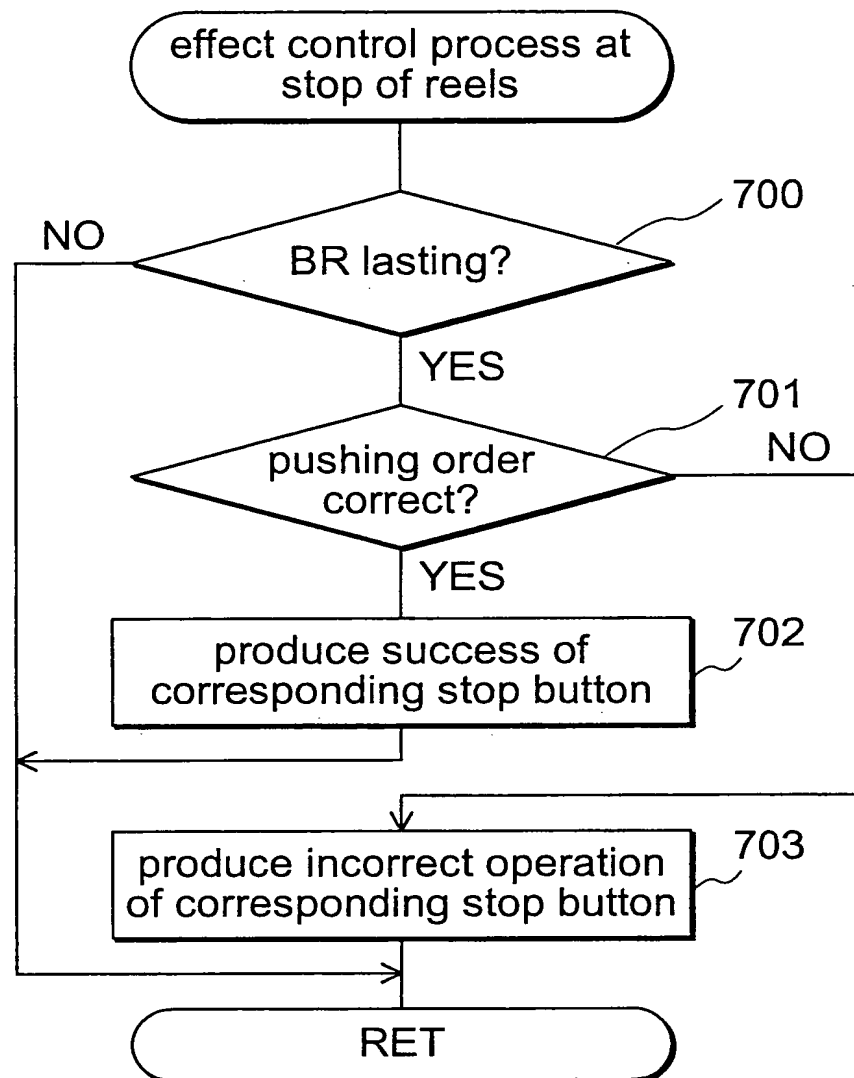 effect control process at
stop of reels
700
NO
BR lasting?
YES
701
NO
pushing order
correct?
YES
702
produce success of
corresponding stop button
703
produce incorrect operation
of corresponding stop button
RET